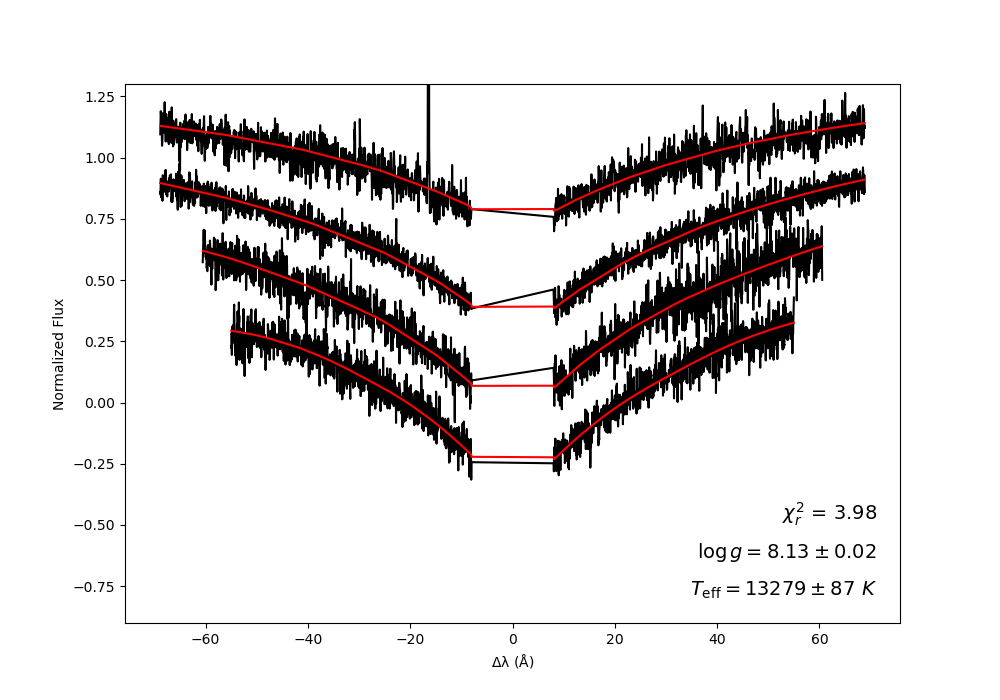 1.25
1.00
0.75
0.50
0.25
0.00
−0.25
−0.50
−0.75
Normalized Flux
χ²ᵣ = 3.98
log g = 8.13 ± 0.02
T_eff = 13279 ± 87 K
−60 −40 −20 0 20 40 60
Δλ (Å)